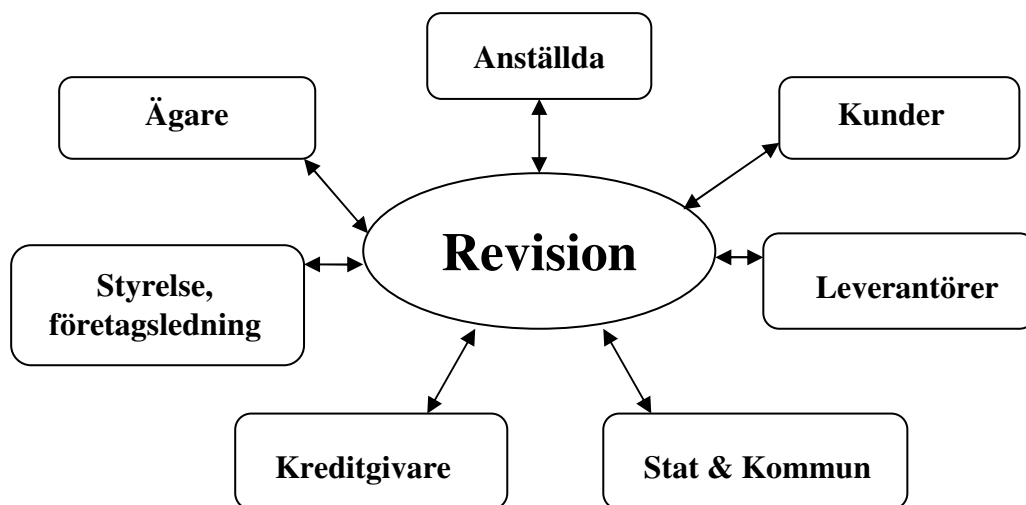 Anställda
Ägare
Kunder
Revision
Styrelse,
företagsledning
Leverantörer
Kreditgivare
Stat & Kommun